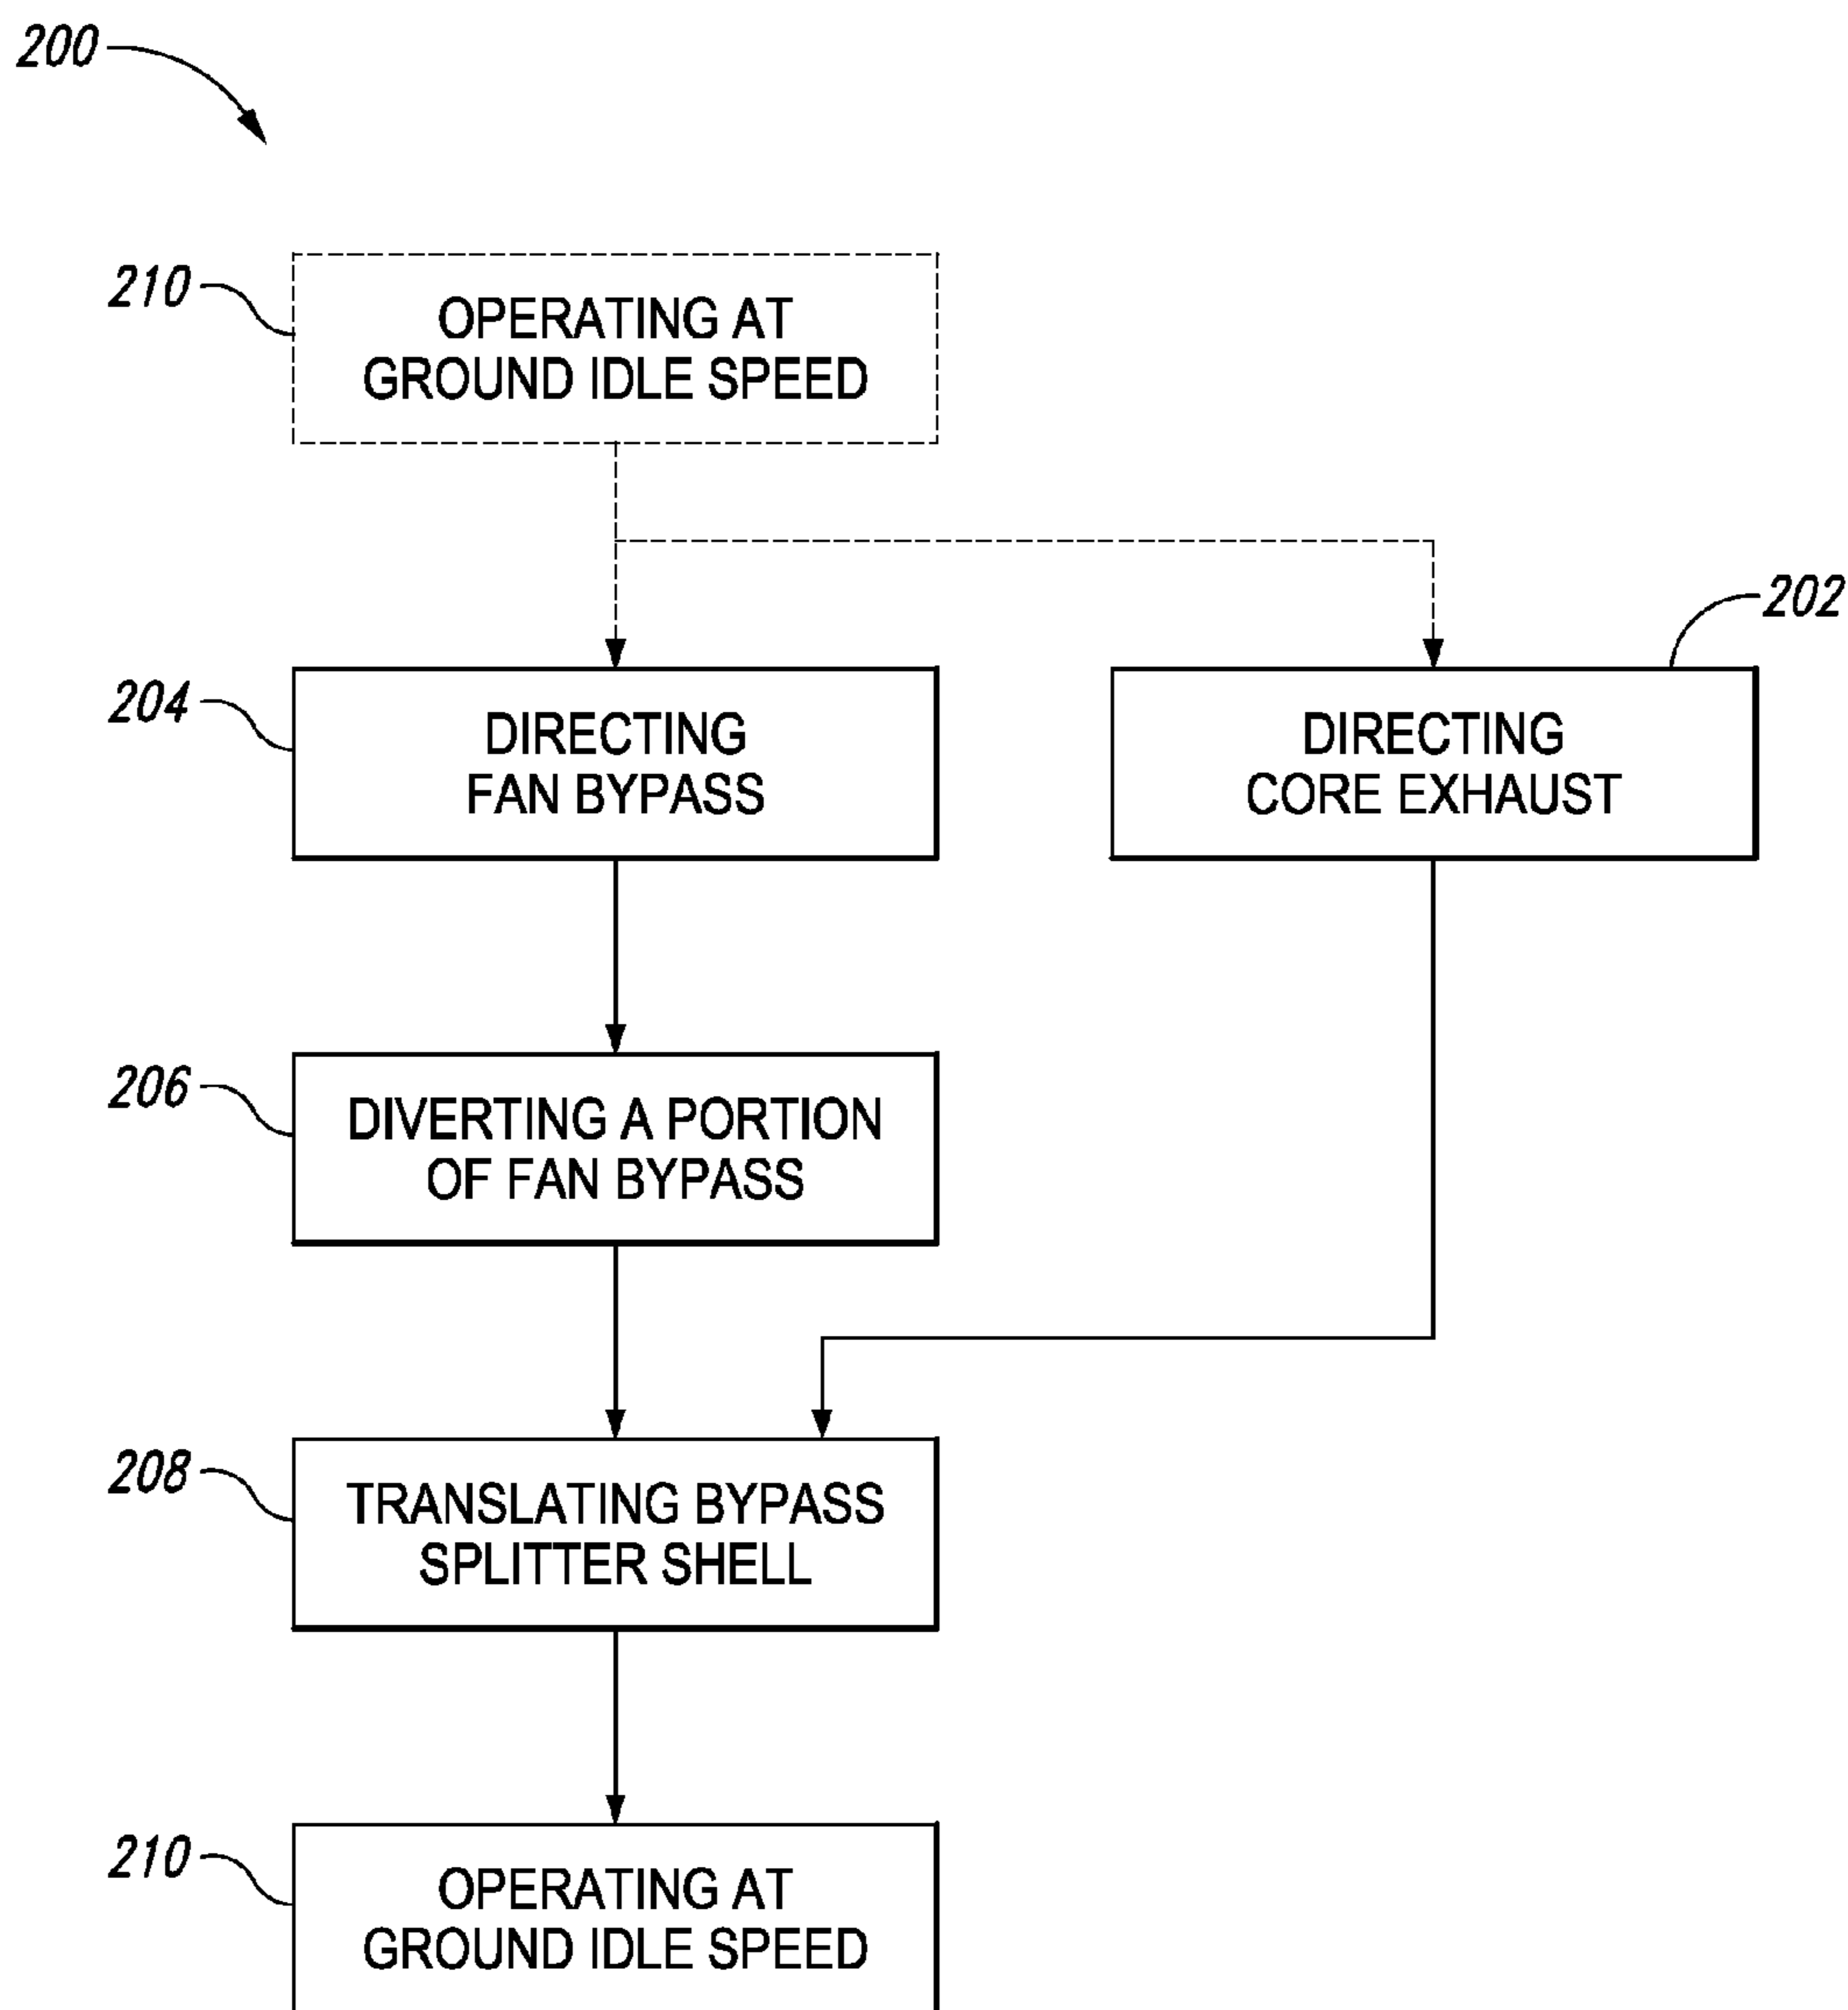 200
210
OPERATING AT
GROUND IDLE SPEED
202
204
DIRECTING
FAN BYPASS
DIRECTING
CORE EXHAUST
206
DIVERTING A PORTION
OF FAN BYPASS
208
TRANSLATING BYPASS
SPLITTER SHELL
210
OPERATING AT
GROUND IDLE SPEED